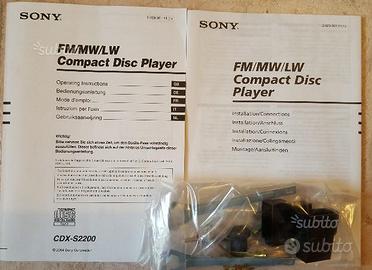 SONY
FM/MW/LW
Compact Disc Player
Operating Instructions GB
Bedienungsanleitung DE
Mode d'emploi FR
Istruzioni per l'uso IT
Gebruiksaanwijzing NL
Wichtig!
CDX-S2200
SONY
FM/MW/LW
Compact Disc
Player
Installation/Connections
Installation/Anschluss
Installation/Connexions
Installazione/Collegamenti
Montage/Aansluitingen
subito
subito
subito